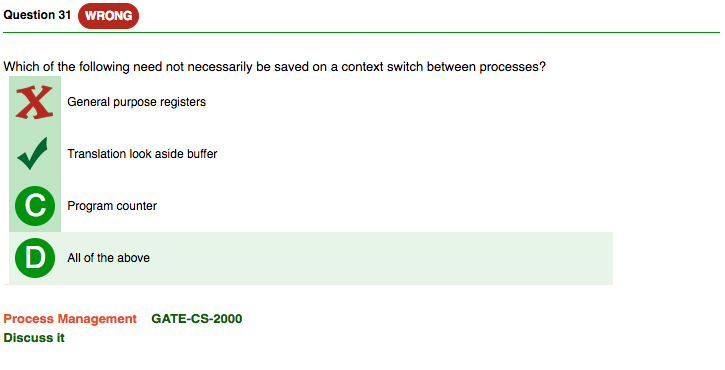 Question 31 WRONG
Which of the following need not necessarily be saved on a context switch between processes?
X General purpose registers
Translation look aside buffer
C Program counter
D All of the above
Process Management GATE-CS-2000
Discuss it